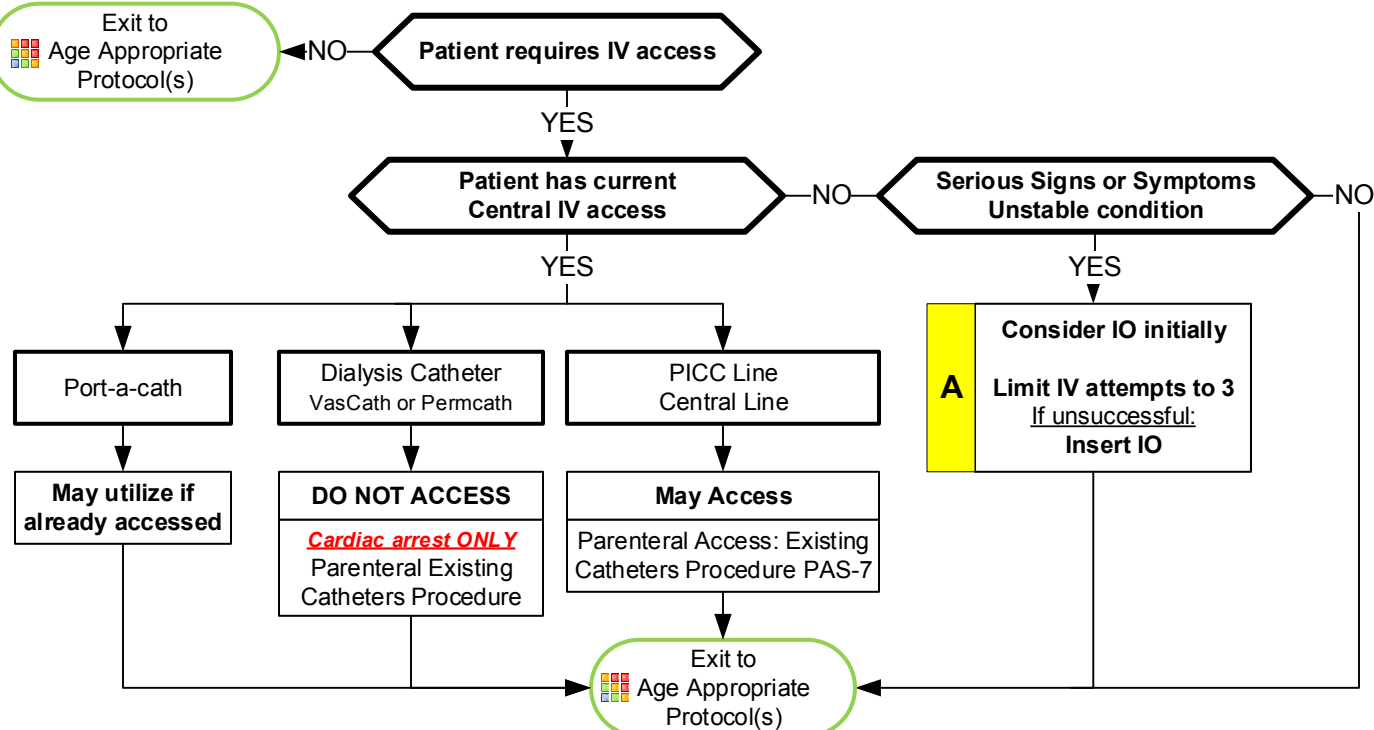 Exit to
Age Appropriate
Protocol(s)
NO
Patient requires IV access
YES
Patient has current
Central IV access
NO
Serious Signs or Symptoms
Unstable condition
NO
YES
YES
Port-a-cath
Dialysis Catheter
VasCath or Permcath
PICC Line
Central Line
A
Consider IO initially
Limit IV attempts to 3
If unsuccessful:
Insert IO
May utilize if
already accessed
DO NOT ACCESS
Cardiac arrest ONLY
Parenteral Existing
Catheters Procedure
May Access
Parenteral Access: Existing
Catheters Procedure PAS-7
Exit to
Age Appropriate
Protocol(s)